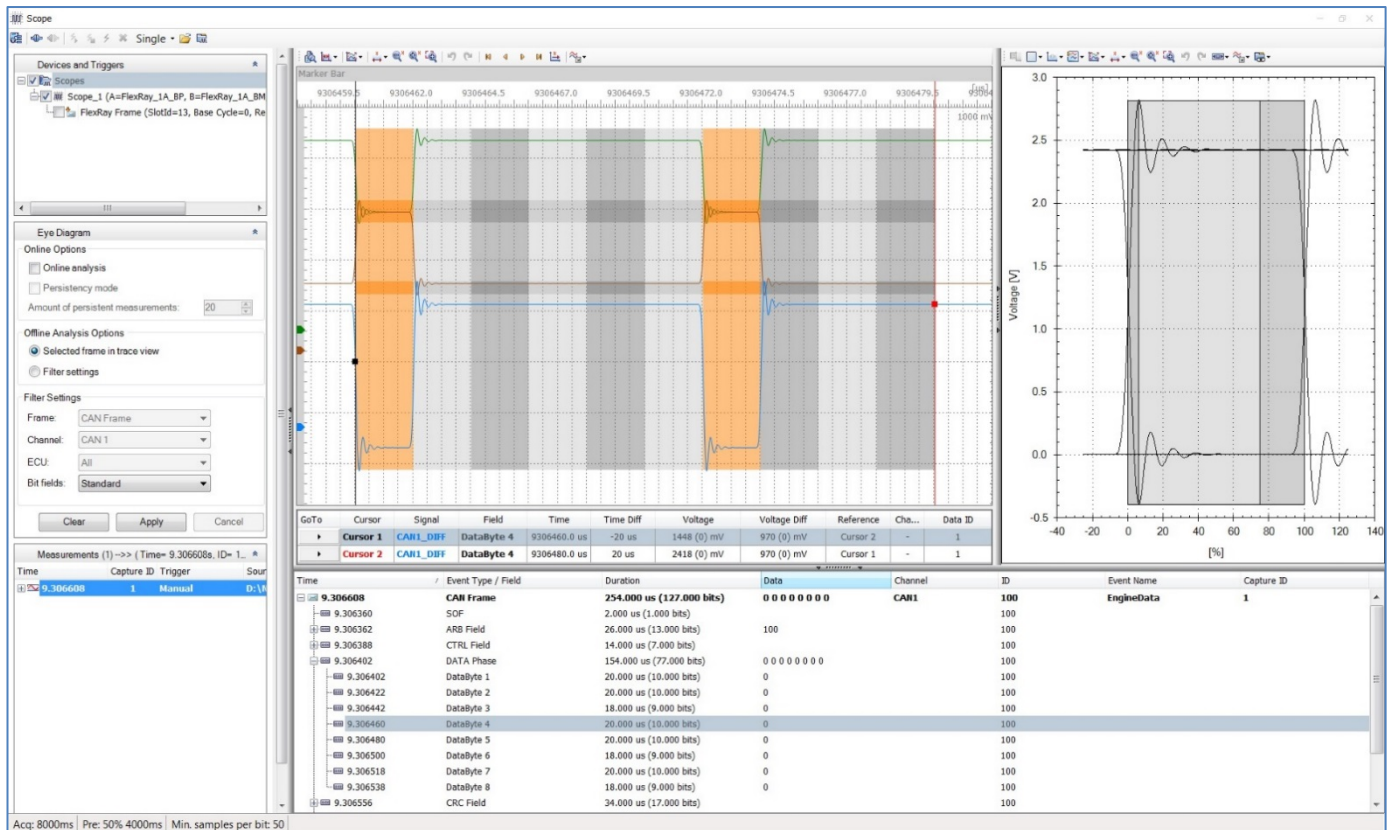 Scope
Single
Devices and Triggers
Scopes
Scope_1 (A=FlexRay_1A_BP, B=FlexRay_1A_BM
FlexRay Frame (SlotId=13, Base Cycle=0, Re
Eye Diagram
Online Options
Online analysis
Persistency mode
Amount of persistent measurements: 20
Offline Analysis Options
Selected frame in trace view
Filter settings
Filter Settings
Frame: CAN Frame
Channel: CAN 1
ECU: All
Bit fields: Standard
Clear Apply Cancel
Measurements (1) -->> ( Time= 9.306608s, ID= 1...
Time Capture ID Trigger Sour
9.306608 1 Manual D:\M
Marker Bar
9306459.5 9306462.0 9306464.5 9306467.0 9306469.5 9306472.0 9306474.5 9306477.0 9306479.5 [us]
1000 mV
GoTo Cursor Signal Field Time Time Diff Voltage Voltage Diff Reference Cha... Data ID
Cursor 1 CAN1_DIFF DataByte 4 9306460.0 us -20 us 1448 (0) mV 970 (0) mV Cursor 2 - 1
Cursor 2 CAN1_DIFF DataByte 4 9306480.0 us 20 us 2418 (0) mV 970 (0) mV Cursor 1 - 1
3.0
2.5
2.0
1.5
1.0
0.5
0.0
-0.5
Voltage [V]
-40 -20 0 20 40 60 80 100 120 140
[%]
Time / Event Type / Field Duration Data Channel ID Event Name Capture ID
9.306608 CAN Frame 254.000 us (127.000 bits) 0 0 0 0 0 0 0 0 CAN1 100 EngineData 1
9.306360 SOF 2.000 us (1.000 bits) 100
9.306362 ARB Field 26.000 us (13.000 bits) 100 100
9.306388 CTRL Field 14.000 us (7.000 bits) 100
9.306402 DATA Phase 154.000 us (77.000 bits) 0 0 0 0 0 0 0 0 100
9.306402 DataByte 1 20.000 us (10.000 bits) 0 100
9.306422 DataByte 2 20.000 us (10.000 bits) 0 100
9.306442 DataByte 3 18.000 us (9.000 bits) 0 100
9.306460 DataByte 4 20.000 us (10.000 bits) 0 100
9.306480 DataByte 5 20.000 us (10.000 bits) 0 100
9.306500 DataByte 6 18.000 us (9.000 bits) 0 100
9.306518 DataByte 7 20.000 us (10.000 bits) 0 100
9.306538 DataByte 8 18.000 us (9.000 bits) 0 100
9.306556 CRC Field 34.000 us (17.000 bits) 100
Acq: 8000ms Pre: 50% 4000ms Min. samples per bit: 50